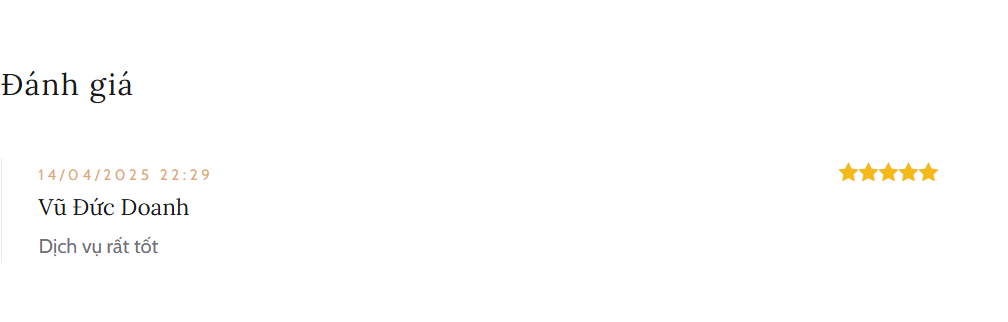 Đánh giá
14/04/2025 22:29
Vũ Đức Doanh
Dịch vụ rất tốt